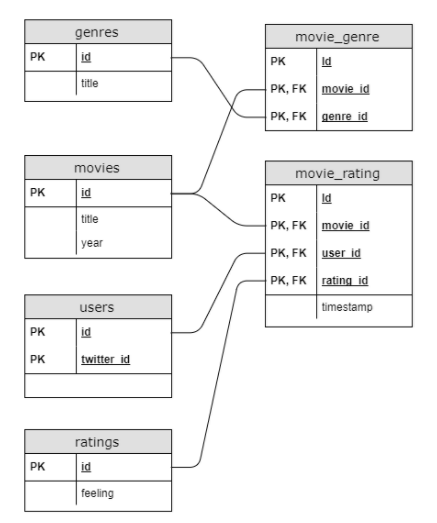 genres
PK id
title
movies
PK id
title
year
users
PK id
PK twitter_id
ratings
PK id
feeling
movie_genre
PK Id
PK, FK movie_id
PK, FK genre_id
movie_rating
PK Id
PK, FK movie_id
PK, FK user_id
PK, FK rating_id
timestamp